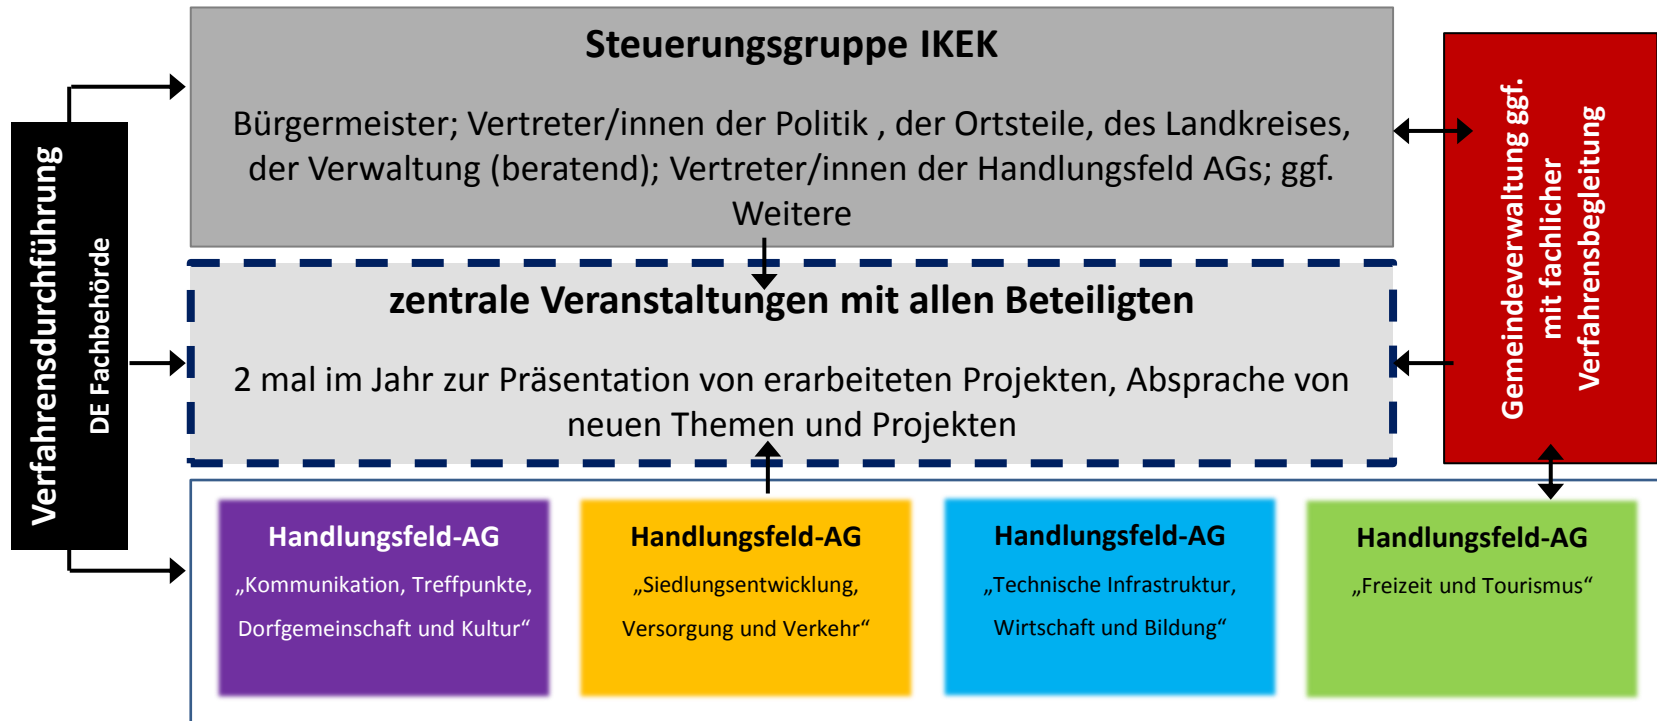 Steuerungsgruppe IKEK
Bürgermeister; Vertreter/innen der Politik , der Ortsteile, des Landkreises,
der Verwaltung (beratend); Vertreter/innen der Handlungsfeld AGs; ggf.
Weitere
Verfahrensdurchführung
DE Fachbehörde
zentrale Veranstaltungen mit allen Beteiligten
2 mal im Jahr zur Präsentation von erarbeiteten Projekten, Absprache von
neuen Themen und Projekten
Gemeindeverwaltung ggf.
mit fachlicher
Verfahrensbegleitung
Handlungsfeld-AG
„Kommunikation, Treffpunkte,
Dorfgemeinschaft und Kultur“
Handlungsfeld-AG
„Siedlungsentwicklung,
Versorgung und Verkehr“
Handlungsfeld-AG
„Technische Infrastruktur,
Wirtschaft und Bildung“
Handlungsfeld-AG
„Freizeit und Tourismus“